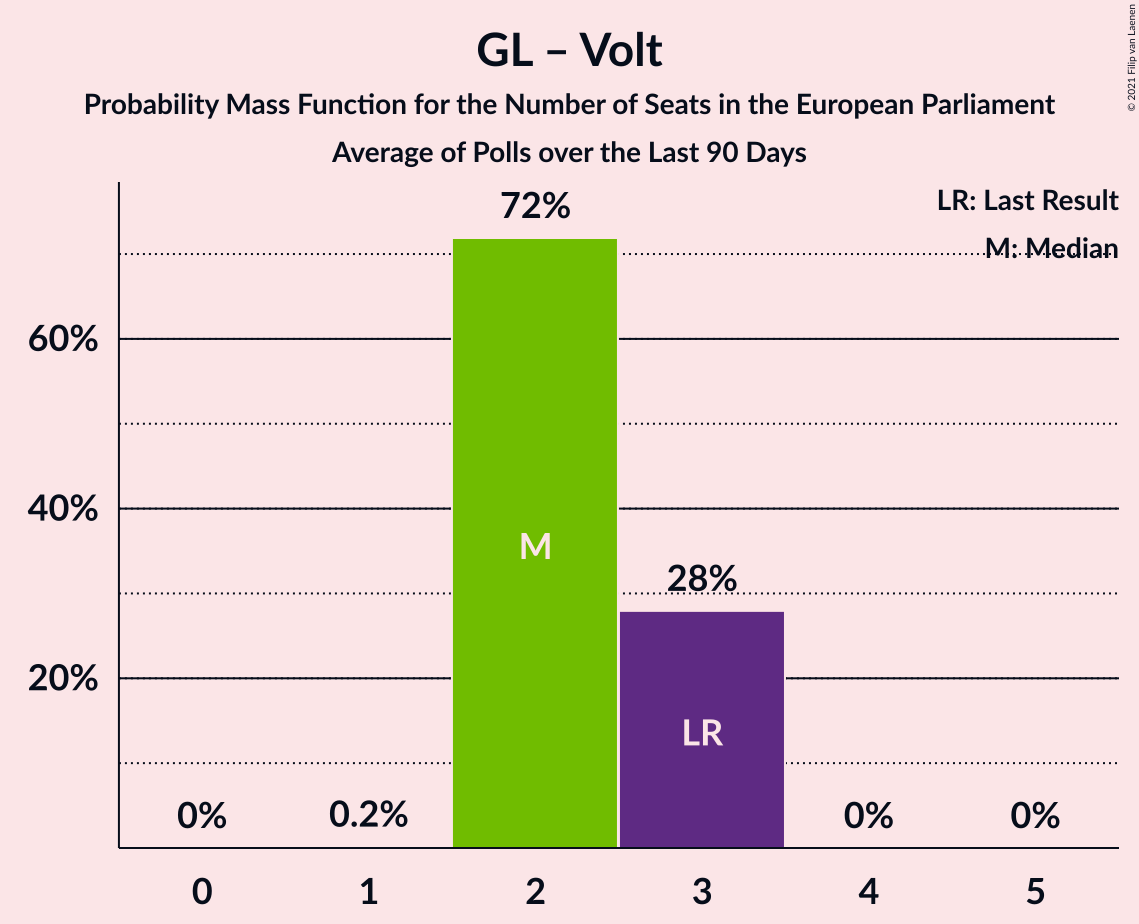 GL – Volt
Probability Mass Function for the Number of Seats in the European Parliament
Average of Polls over the Last 90 Days
© 2021 Filip van Laenen
LR: Last Result
M: Median
72%
60%
40%
M
28%
20%
LR
0%
0.2%
0%
0%
0 1 2 3 4 5